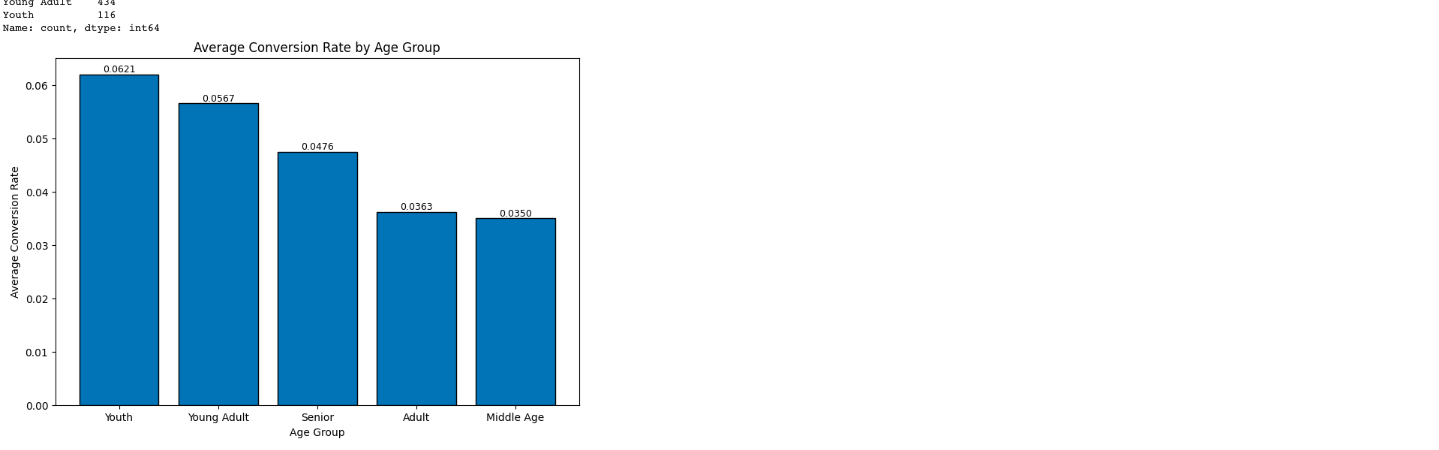 Young Adult    434
Youth          116
Name: count, dtype: int64
Average Conversion Rate by Age Group
0.0621
0.0567
0.0476
0.0363
0.0350
0.06
0.05
0.04
0.03
0.02
0.01
0.00
Average Conversion Rate
Youth
Young Adult
Senior
Adult
Middle Age
Age Group